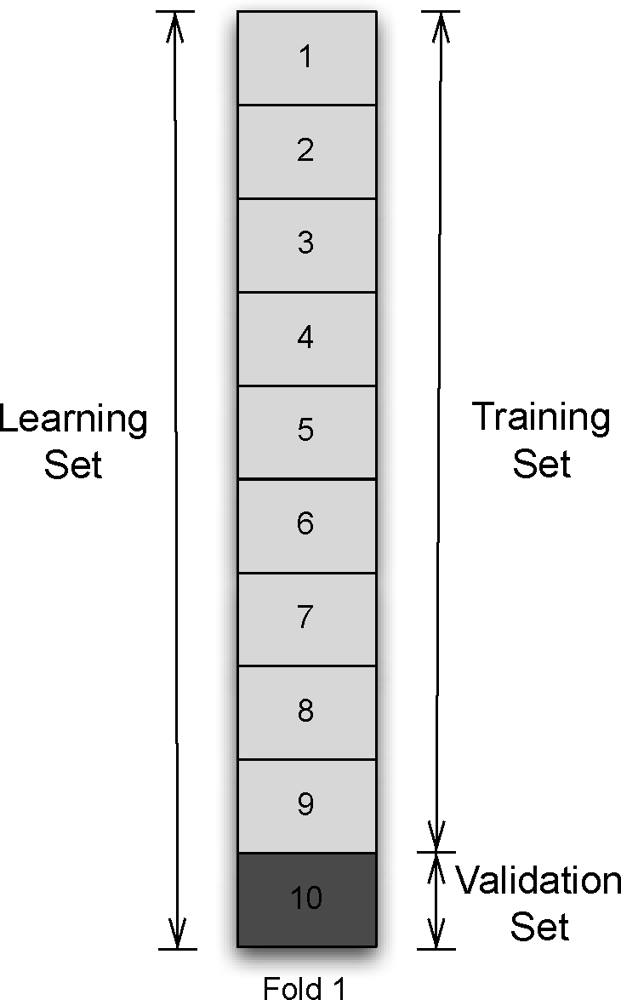 1
2
3
4
5
6
7
8
9
10
Learning
Set
Training
Set
Validation
Set
Fold 1